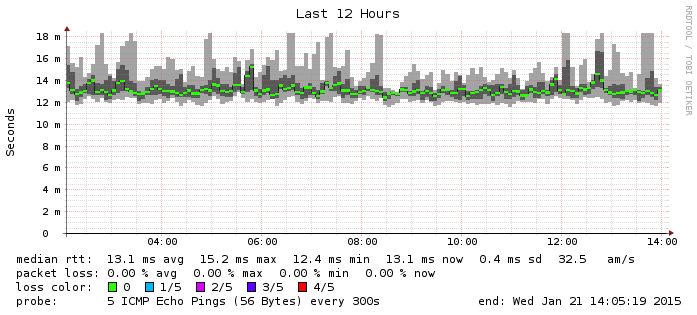 Last 12 Hours
RRDTOOL / TOBI OETIKER
Seconds
18 m
16 m
14 m
12 m
10 m
8 m
6 m
4 m
2 m
0
04:00 06:00 08:00 10:00 12:00 14:00
median rtt: 13.1 ms avg 15.2 ms max 12.4 ms min 13.1 ms now 0.4 ms sd 32.5 am/s
packet loss: 0.00 % avg 0.00 % max 0.00 % min 0.00 % now
loss color: 0 1/5 2/5 3/5 4/5
probe: 5 ICMP Echo Pings (56 Bytes) every 300s end: Wed Jan 21 14:05:19 2015